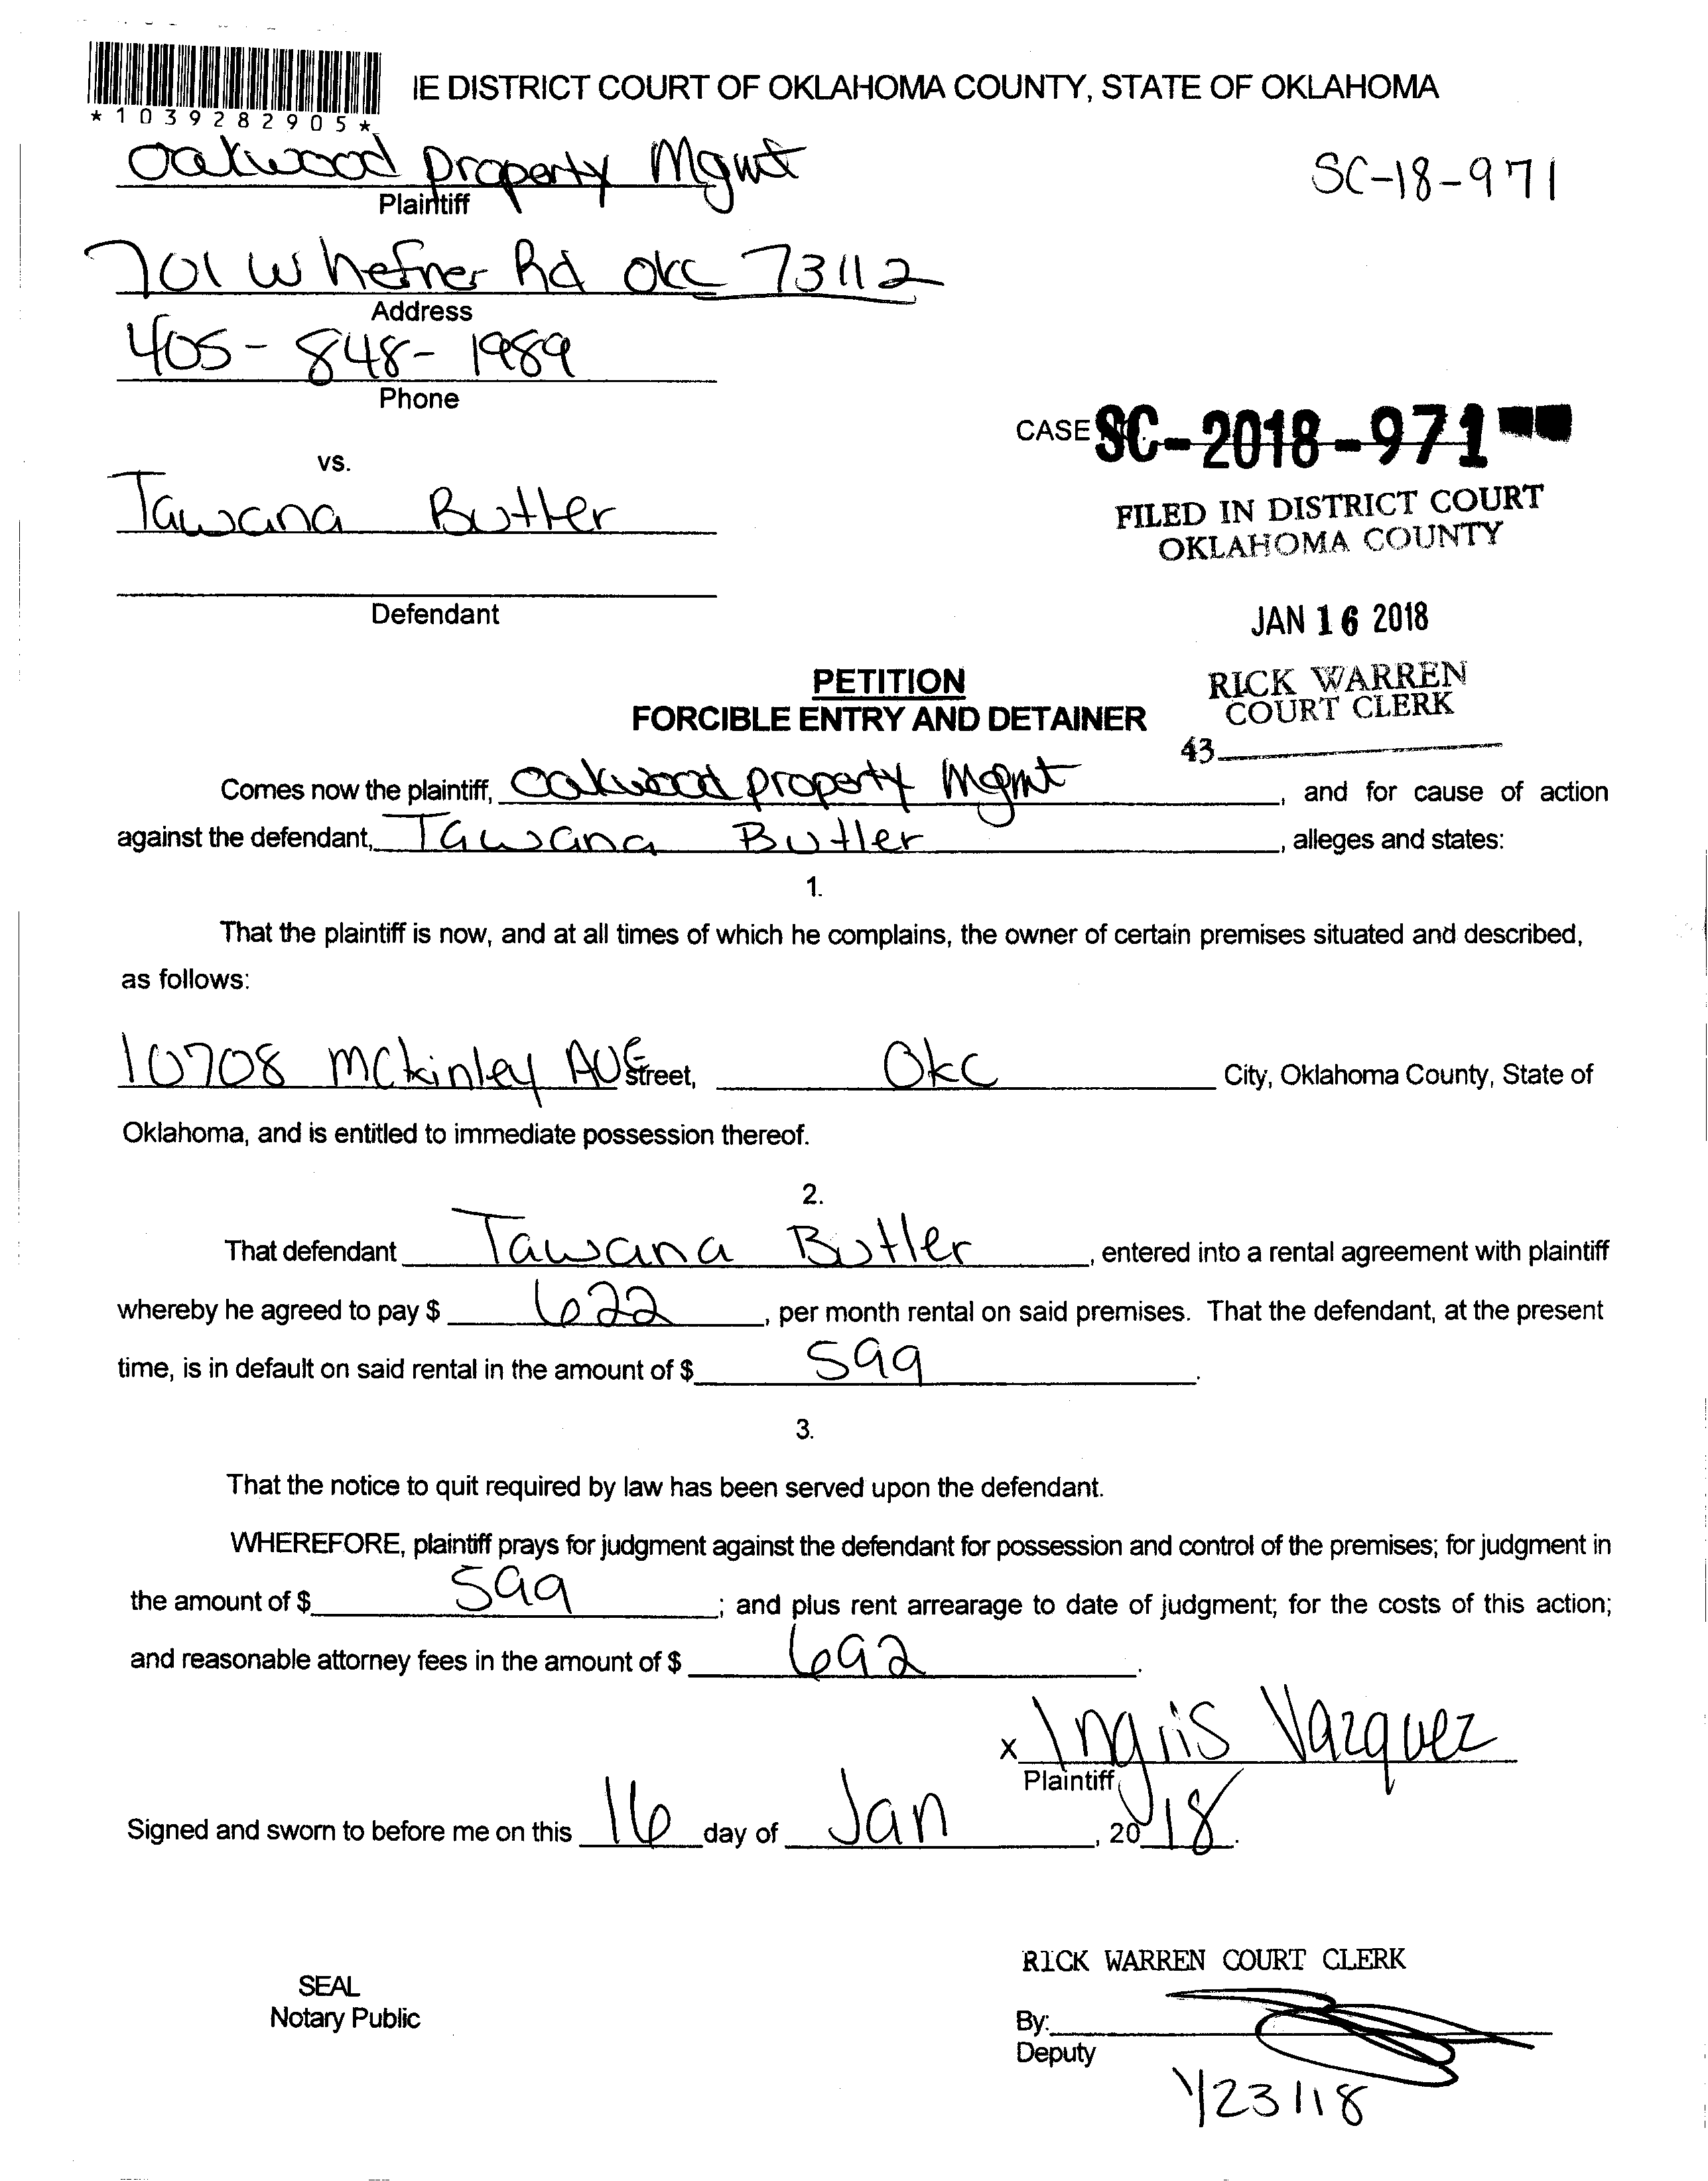 IE DISTRICT COURT OF OKLAHOMA COUNTY, STATE OF OKLAHOMA
*1039282905*
Oakwood Property Mgmt
Plaintiff
SC-18-971
701 W Hefner Rd OKC 73112
Address
405-848-1989
Phone
CASE SC-2018-971
vs.
Tawana Butler
FILED IN DISTRICT COURT
OKLAHOMA COUNTY
Defendant
JAN 16 2018
PETITION
FORCIBLE ENTRY AND DETAINER
RICK WARREN
COURT CLERK
43
Comes now the plaintiff, Oakwood property Mgmt, and for cause of action
against the defendant, Tawana Butler, alleges and states:
1.
That the plaintiff is now, and at all times of which he complains, the owner of certain premises situated and described,
as follows:
10708 McKinley AVE Street, OKC City, Oklahoma County, State of
Oklahoma, and is entitled to immediate possession thereof.
2.
That defendant Tawana Butler, entered into a rental agreement with plaintiff
whereby he agreed to pay $ 622, per month rental on said premises. That the defendant, at the present
time, is in default on said rental in the amount of $ 599.
3.
That the notice to quit required by law has been served upon the defendant.
WHEREFORE, plaintiff prays for judgment against the defendant for possession and control of the premises; for judgment in
the amount of $ 599; and plus rent arrearage to date of judgment; for the costs of this action;
and reasonable attorney fees in the amount of $ 692.
x Ingris Vazquez
Plaintiff
Signed and sworn to before me on this 16 day of Jan, 2018.
RICK WARREN COURT CLERK
SEAL
Notary Public
By:
Deputy
1/23/18